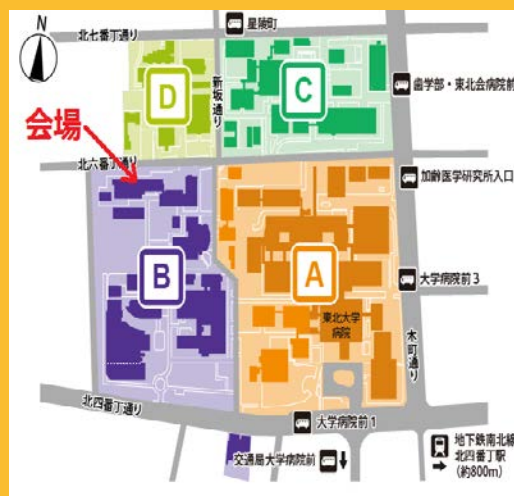 N
北七番丁通り
星陵町
D
新坂通り
C
歯学部・東北会病院前
会場
北六番丁通り
加齢医学研究所入口
B
A
大学病院前3
東北大学
病院
木町通り
北四番丁通り
大学病院前1
交通局大学病院前
地下鉄南北線
北四番丁駅
(約800m)